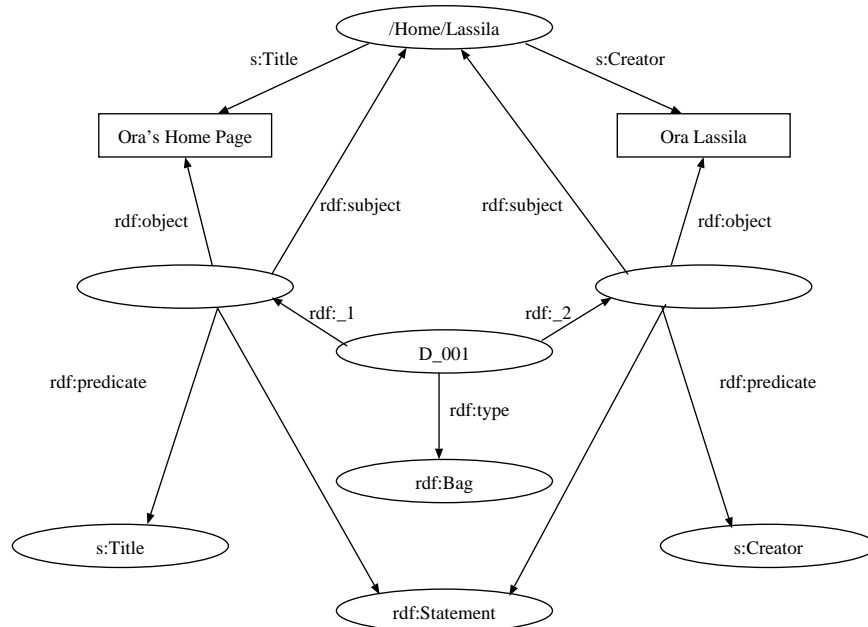 /Home/Lassila
s:Title
s:Creator
Ora's Home Page
Ora Lassila
rdf:subject
rdf:subject
rdf:object
rdf:object
rdf:_1
rdf:_2
D_001
rdf:predicate
rdf:predicate
rdf:type
rdf:Bag
s:Title
s:Creator
rdf:Statement